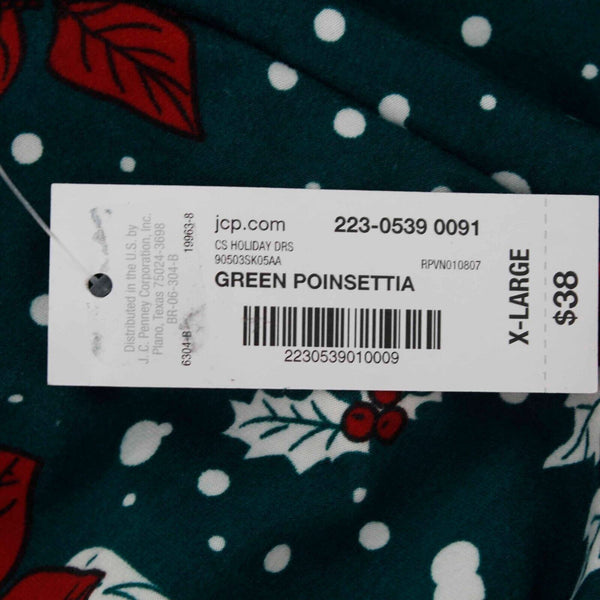 Distributed in the U.S. by
J. C. Penney Corporation, Inc.
Plano, Texas 75024-3698
BR-06-304-B
6304-B
19963-8
jcp.com 223-0539 0091
CS HOLIDAY DRS
90503SK05AA RPVN010807
GREEN POINSETTIA
2230539010009
X-LARGE
$38